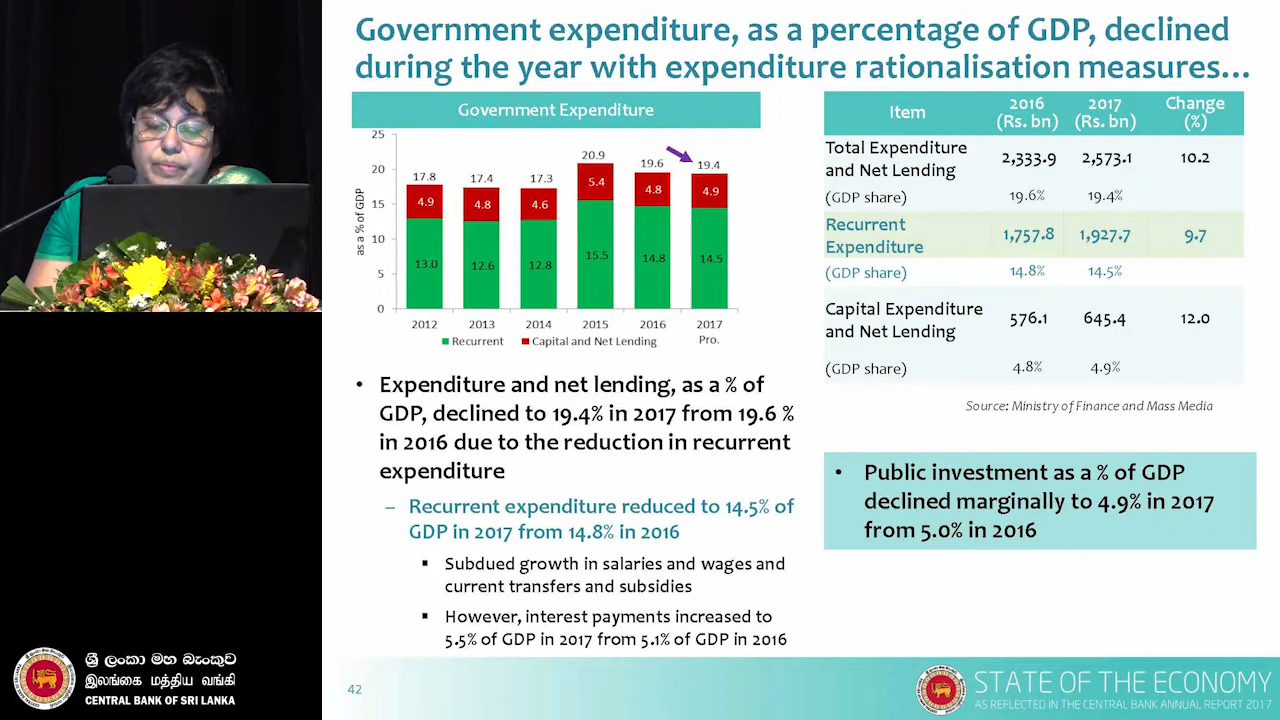 Government expenditure, as a percentage of GDP, declined
during the year with expenditure rationalisation measures...
Government Expenditure
as a % of GDP
25
20
15
10
5
0
17.8
17.4
17.3
20.9
19.6
19.4
4.9
4.8
4.6
5.4
4.8
4.9
13.0
12.6
12.8
15.5
14.8
14.5
2012
2013
2014
2015
2016
2017
Pro.
Recurrent
Capital and Net Lending
Item
2016
(Rs. bn)
2017
(Rs. bn)
Change
(%)
Total Expenditure
and Net Lending
2,333.9
2,573.1
10.2
(GDP share)
19.6%
19.4%
Recurrent
Expenditure
1,757.8
1,927.7
9.7
(GDP share)
14.8%
14.5%
Capital Expenditure
and Net Lending
576.1
645.4
12.0
(GDP share)
4.8%
4.9%
Source: Ministry of Finance and Mass Media
• Expenditure and net lending, as a % of
GDP, declined to 19.4% in 2017 from 19.6 %
in 2016 due to the reduction in recurrent
expenditure
– Recurrent expenditure reduced to 14.5% of
GDP in 2017 from 14.8% in 2016
▪ Subdued growth in salaries and wages and
current transfers and subsidies
▪ However, interest payments increased to
5.5% of GDP in 2017 from 5.1% of GDP in 2016
• Public investment as a % of GDP
declined marginally to 4.9% in 2017
from 5.0% in 2016
ශ්‍රී ලංකා මහ බැංකුව
இலங்கை மத்திய வங்கி
CENTRAL BANK OF SRI LANKA
42
STATE OF THE ECONOMY
AS REFLECTED IN THE CENTRAL BANK ANNUAL REPORT 2017